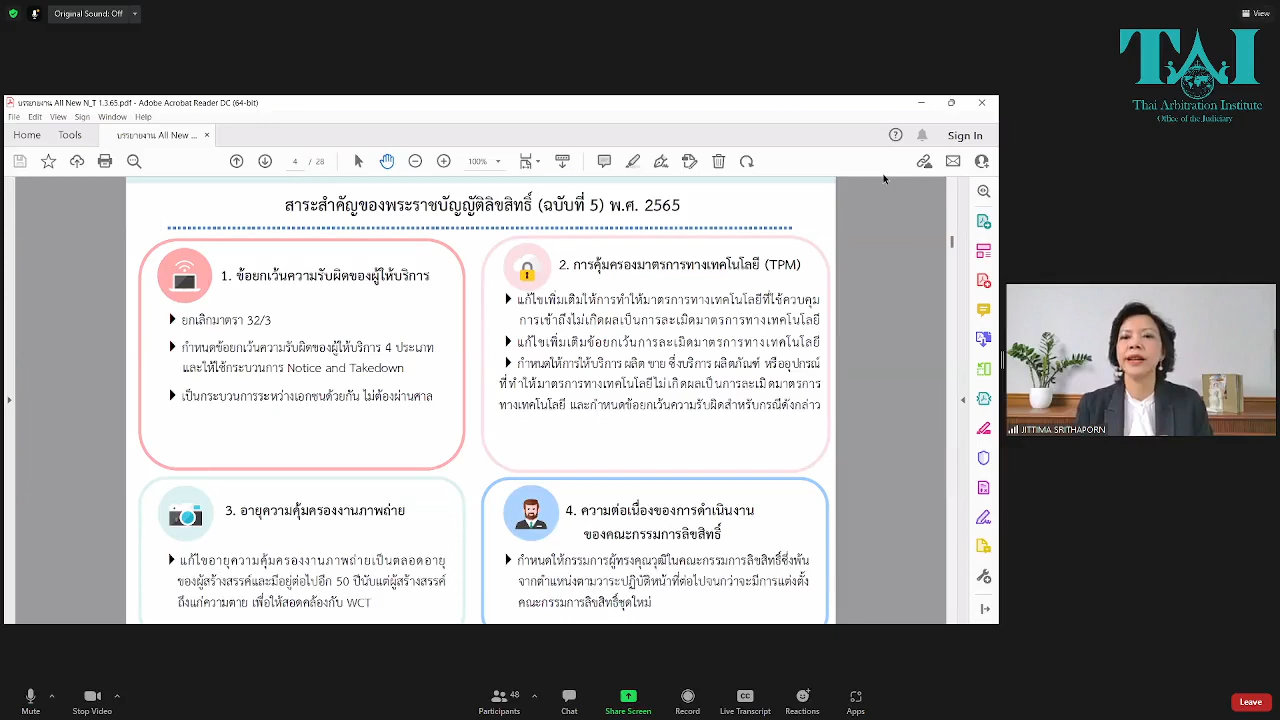 Original Sound: Off
View
TAI
Thai Arbitration Institute
Office of the Judiciary
บรรยายงาน All New N_T 1.3.65.pdf - Adobe Acrobat Reader DC (64-bit)
File Edit View Sign Window Help
Home Tools บรรยายงาน All New ... × Sign In
4 / 28 100%
สาระสำคัญของพระราชบัญญัติลิขสิทธิ์ (ฉบับที่ 5) พ.ศ. 2565
1. ข้อยกเว้นความรับผิดของผู้ให้บริการ
ยกเลิกมาตรา 32/3
กำหนดข้อยกเว้นความรับผิดของผู้ให้บริการ 4 ประเภท
และให้ใช้กระบวนการ Notice and Takedown
เป็นกระบวนการระหว่างเอกชนด้วยกัน ไม่ต้องผ่านศาล
2. การคุ้มครองมาตรการทางเทคโนโลยี (TPM)
แก้ไขเพิ่มเติมให้การทำให้มาตรการทางเทคโนโลยีที่ใช้ควบคุม
การเข้าถึงไม่เกิดผลเป็นการละเมิดมาตรการทางเทคโนโลยี
แก้ไขเพิ่มเติมข้อยกเว้นการละเมิดมาตรการทางเทคโนโลยี
กำหนดให้การให้บริการ ผลิต ขาย ซึ่งบริการ ผลิตภัณฑ์ หรืออุปกรณ์
ที่ทำให้มาตรการทางเทคโนโลยีไม่เกิดผลเป็นการละเมิดมาตรการ
ทางเทคโนโลยี และกำหนดข้อยกเว้นความรับผิดสำหรับกรณีดังกล่าว
3. อายุความคุ้มครองงานภาพถ่าย
แก้ไขอายุความคุ้มครองงานภาพถ่ายเป็นตลอดอายุ
ของผู้สร้างสรรค์และมีอยู่ต่อไปอีก 50 ปีนับแต่ผู้สร้างสรรค์
ถึงแก่ความตาย เพื่อให้สอดคล้องกับ WCT
4. ความต่อเนื่องของการดำเนินงาน
ของคณะกรรมการลิขสิทธิ์
กำหนดให้กรรมการผู้ทรงคุณวุฒิในคณะกรรมการลิขสิทธิ์ซึ่งพ้น
จากตำแหน่งตามวาระปฏิบัติหน้าที่ต่อไปจนกว่าจะมีการแต่งตั้ง
คณะกรรมการลิขสิทธิ์ชุดใหม่
JITTIMA SRITHAPORN
48
Mute Stop Video Participants Chat Share Screen Record Live Transcript Reactions Apps Leave